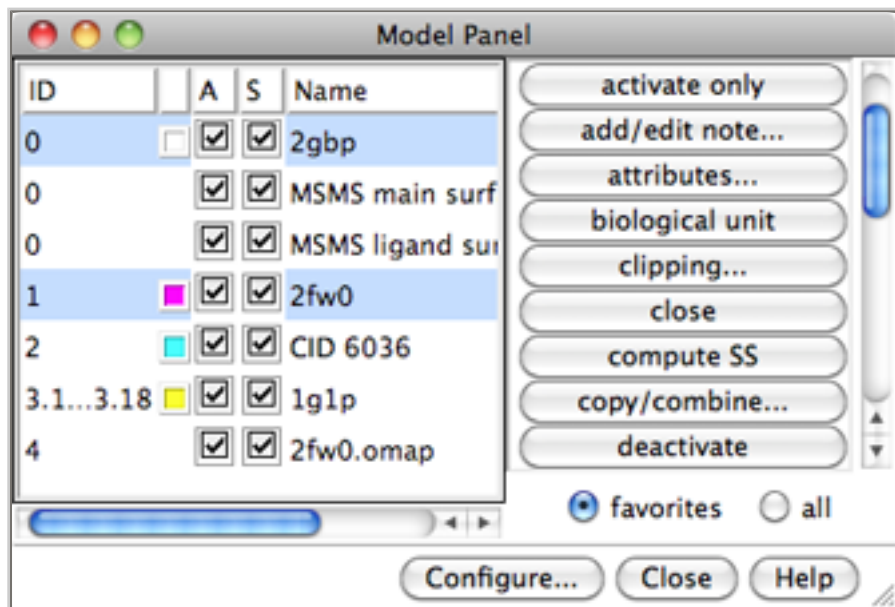 Model Panel
ID A S Name
0 2gbp
0 MSMS main surf
0 MSMS ligand sur
1 2fw0
2 CID 6036
3.1...3.18 1g1p
4 2fw0.omap
activate only
add/edit note...
attributes...
biological unit
clipping...
close
compute SS
copy/combine...
deactivate
favorites all
Configure... Close Help